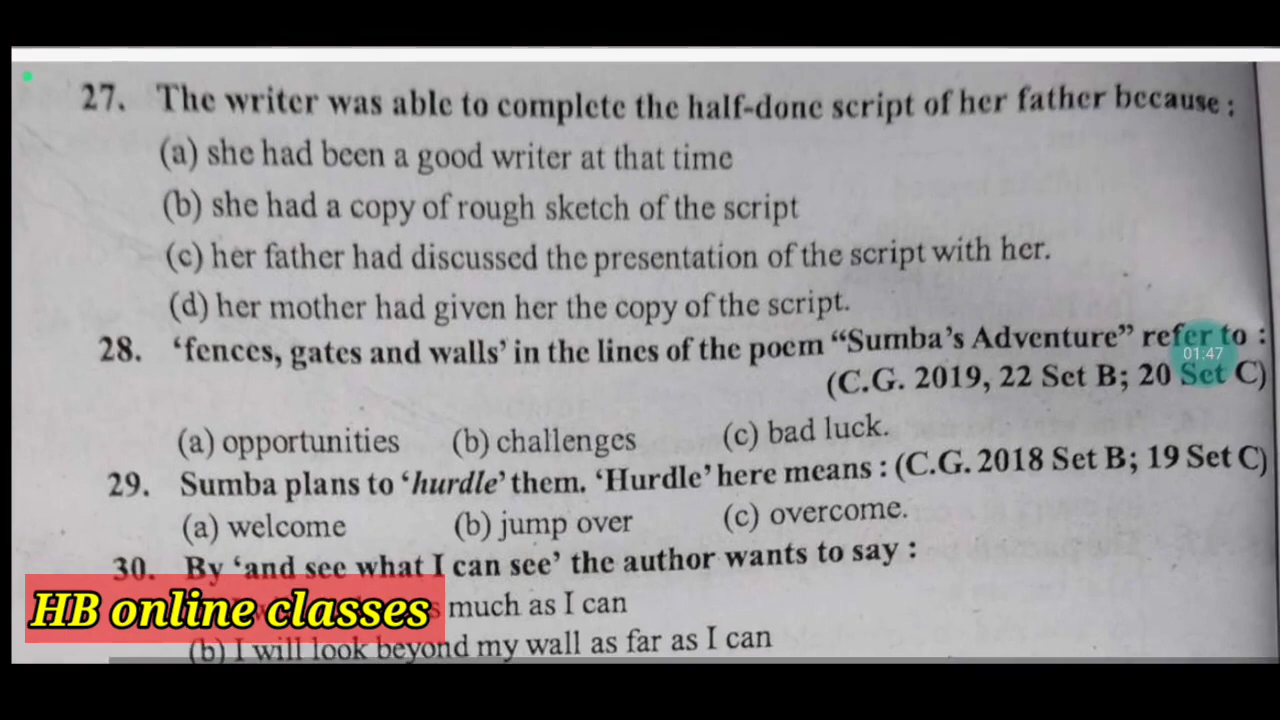 27. The writer was able to complete the half-done script of her father because :
(a) she had been a good writer at that time
(b) she had a copy of rough sketch of the script
(c) her father had discussed the presentation of the script with her.
(d) her mother had given her the copy of the script.
28. ‘fences, gates and walls’ in the lines of the poem “Sumba’s Adventure” refer to :
01:47
(C.G. 2019, 22 Set B; 20 Set C)
(a) opportunities (b) challenges (c) bad luck.
29. Sumba plans to ‘hurdle’ them. ‘Hurdle’ here means : (C.G. 2018 Set B; 19 Set C)
(a) welcome (b) jump over (c) overcome.
30. By ‘and see what I can see’ the author wants to say :
HB online classes
much as I can
(b) I will look beyond my wall as far as I can